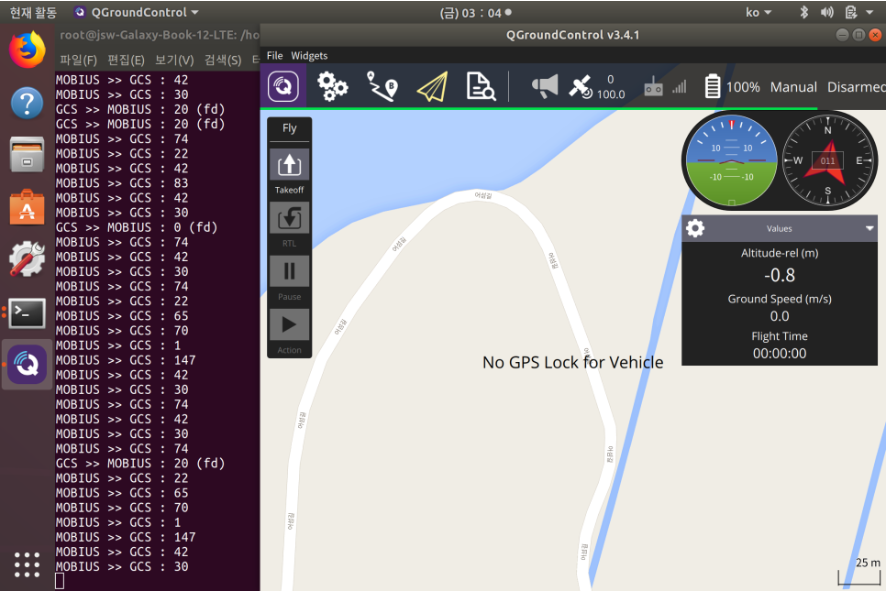 현재 활동
QGroundControl
(금) 03 : 04
ko
root@jsw-Galaxy-Book-12-LTE: /ho
파일(F) 편집(E) 보기(V) 검색(S)
MOBIUS >> GCS : 42
MOBIUS >> GCS : 30
GCS >> MOBIUS : 20 (fd)
GCS >> MOBIUS : 20 (fd)
MOBIUS >> GCS : 74
MOBIUS >> GCS : 22
MOBIUS >> GCS : 42
MOBIUS >> GCS : 83
MOBIUS >> GCS : 42
MOBIUS >> GCS : 30
GCS >> MOBIUS : 0 (fd)
MOBIUS >> GCS : 74
MOBIUS >> GCS : 42
MOBIUS >> GCS : 30
MOBIUS >> GCS : 74
MOBIUS >> GCS : 22
MOBIUS >> GCS : 65
MOBIUS >> GCS : 70
MOBIUS >> GCS : 1
MOBIUS >> GCS : 147
MOBIUS >> GCS : 42
MOBIUS >> GCS : 30
MOBIUS >> GCS : 74
MOBIUS >> GCS : 42
MOBIUS >> GCS : 30
MOBIUS >> GCS : 74
GCS >> MOBIUS : 20 (fd)
MOBIUS >> GCS : 22
MOBIUS >> GCS : 65
MOBIUS >> GCS : 70
MOBIUS >> GCS : 1
MOBIUS >> GCS : 147
MOBIUS >> GCS : 42
MOBIUS >> GCS : 30
QGroundControl v3.4.1
File Widgets
0
100.0
100% Manual Disarmed
Fly
Takeoff
RTL
Pause
Action
10 10
-10 -10
N
W 011 E
S
Values
Altitude-rel (m)
-0.8
Ground Speed (m/s)
0.0
Flight Time
00:00:00
No GPS Lock for Vehicle
25 m